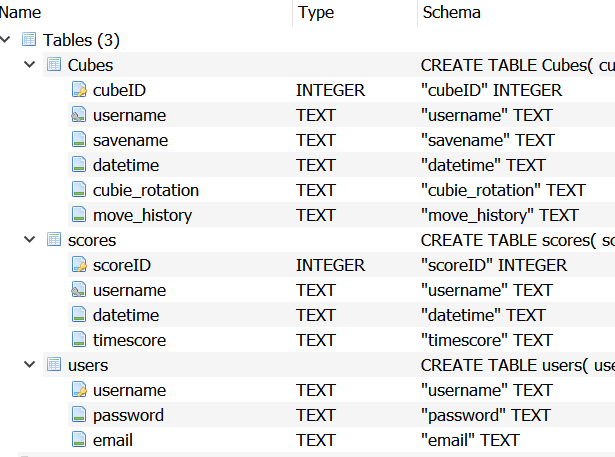 Name Type Schema
Tables (3)
Cubes CREATE TABLE Cubes( cu
cubeID INTEGER "cubeID" INTEGER
username TEXT "username" TEXT
savename TEXT "savename" TEXT
datetime TEXT "datetime" TEXT
cubie_rotation TEXT "cubie_rotation" TEXT
move_history TEXT "move_history" TEXT
scores CREATE TABLE scores( sc
scoreID INTEGER "scoreID" INTEGER
username TEXT "username" TEXT
datetime TEXT "datetime" TEXT
timescore TEXT "timescore" TEXT
users CREATE TABLE users( use
username TEXT "username" TEXT
password TEXT "password" TEXT
email TEXT "email" TEXT